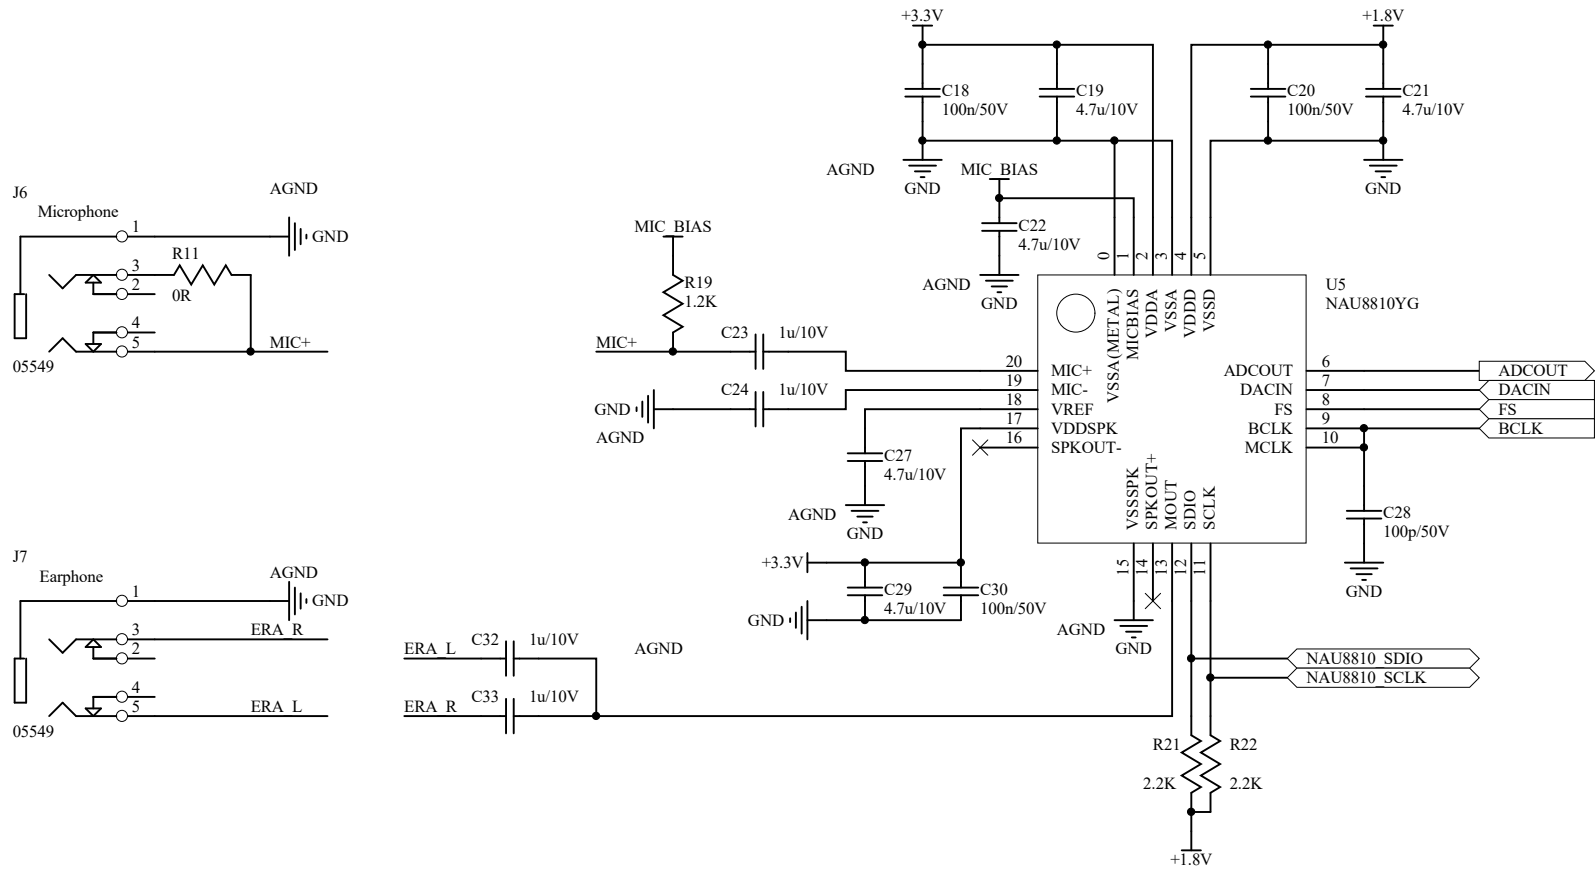 +3.3V
+1.8V
C18
100n/50V
C19
4.7u/10V
C20
100n/50V
C21
4.7u/10V
AGND
GND
MIC_BIAS
GND
J6
Microphone
AGND
1
GND
R11
0R
3
2
4
5
MIC+
05549
MIC_BIAS
R19
1.2K
C22
4.7u/10V
AGND
GND
0
1
2
3
4
5
U5
NAU8810YG
VSSA(METAL)
MICBIAS
VDDA
VSSA
VDDD
VSSD
MIC+
C23
1u/10V
GND
AGND
C24
1u/10V
20
MIC+
19
MIC-
18
VREF
17
VDDSPK
16
SPKOUT-
ADCOUT
6
ADCOUT
DACIN
7
DACIN
FS
8
FS
BCLK
9
BCLK
MCLK
10
C27
4.7u/10V
AGND
GND
VSSSPK
SPKOUT+
MOUT
SDIO
SCLK
15
14
13
12
11
C28
100p/50V
GND
+3.3V
C29
4.7u/10V
C30
100n/50V
GND
AGND
AGND
GND
J7
Earphone
AGND
1
GND
3
ERA_R
2
4
5
ERA_L
05549
ERA_L
C32
1u/10V
ERA_R
C33
1u/10V
NAU8810_SDIO
NAU8810_SCLK
R21
2.2K
R22
2.2K
+1.8V